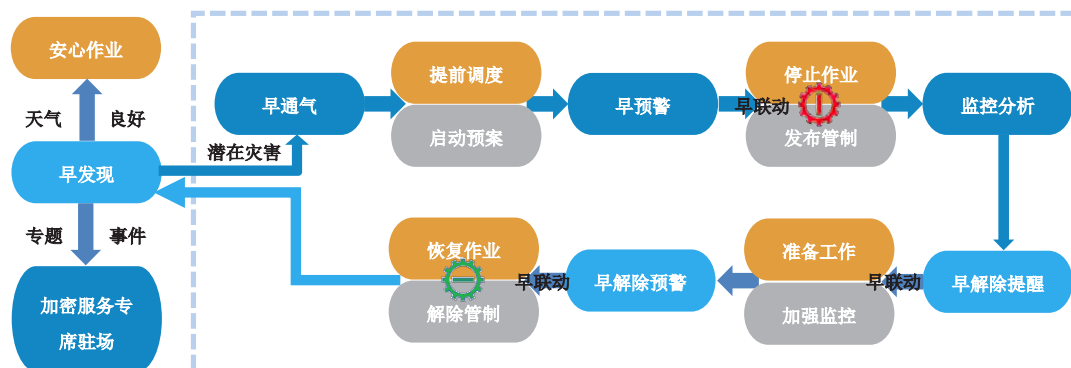 安心作业
天气 良好
早发现
专题 事件
加密服务专
席驻场
潜在灾害
早通气
提前调度
启动预案
早预警
早联动
停止作业
发布管制
监控分析
早解除提醒
早联动
准备工作
加强监控
早解除预警
早联动
恢复作业
解除管制